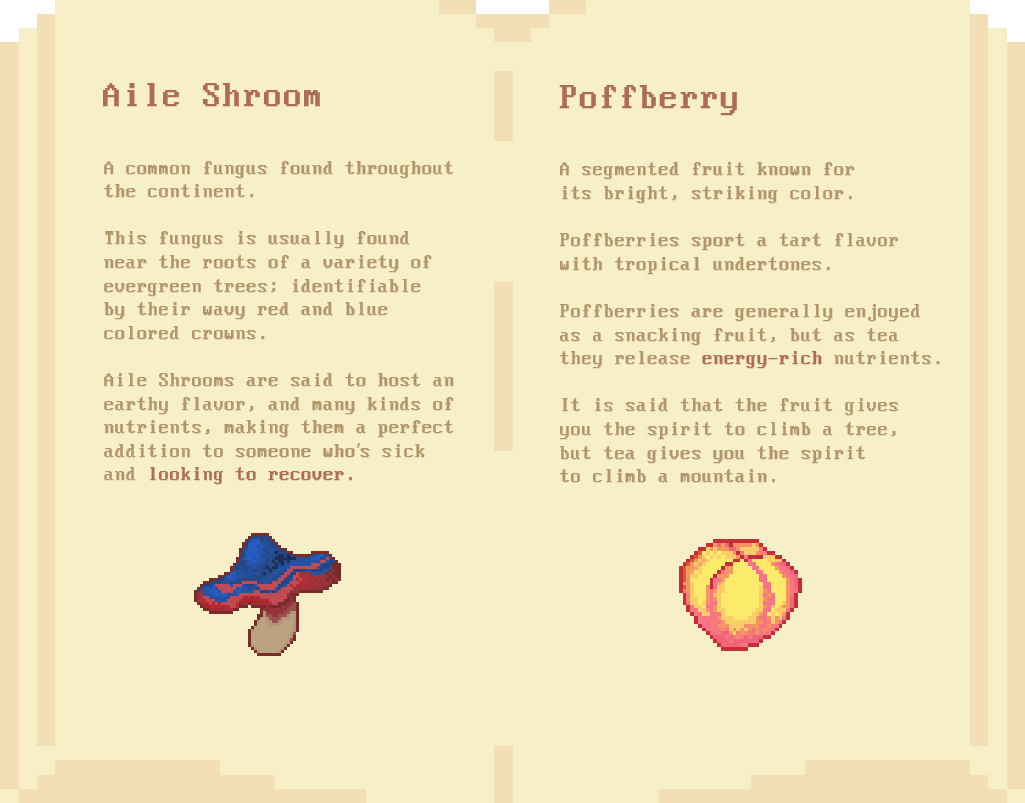 Aile Shroom
A common fungus found throughout
the continent.
This fungus is usually found
near the roots of a variety of
evergreen trees; identifiable
by their wavy red and blue
colored crowns.
Aile Shrooms are said to host an
earthy flavor, and many kinds of
nutrients, making them a perfect
addition to someone who's sick
and looking to recover.
Poffberry
A segmented fruit known for
its bright, striking color.
Poffberries sport a tart flavor
with tropical undertones.
Poffberries are generally enjoyed
as a snacking fruit, but as tea
they release energy-rich nutrients.
It is said that the fruit gives
you the spirit to climb a tree,
but tea gives you the spirit
to climb a mountain.